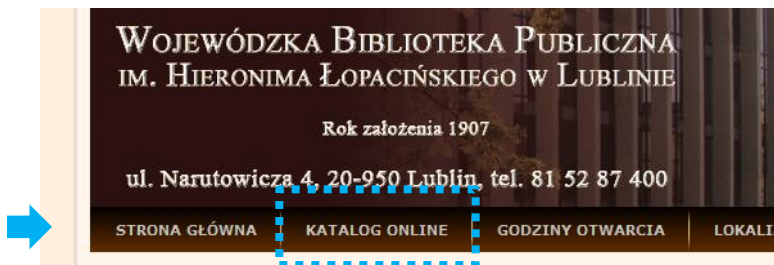 Wojewódzka Biblioteka Publiczna
im. Hieronima Łopacińskiego w Lublinie
Rok założenia 1907
ul. Narutowicza 4, 20-950 Lublin, tel. 81 52 87 400
STRONA GŁÓWNA KATALOG ONLINE GODZINY OTWARCIA